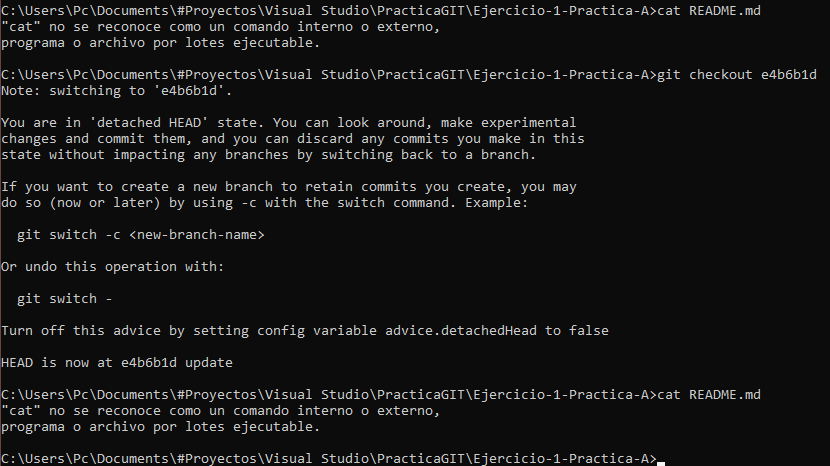 C:\Users\Pc\Documents\#Proyectos\Visual Studio\PracticaGIT\Ejercicio-1-Practica-A>cat README.md
"cat" no se reconoce como un comando interno o externo,
programa o archivo por lotes ejecutable.
C:\Users\Pc\Documents\#Proyectos\Visual Studio\PracticaGIT\Ejercicio-1-Practica-A>git checkout e4b6b1d
Note: switching to 'e4b6b1d'.
You are in 'detached HEAD' state. You can look around, make experimental
changes and commit them, and you can discard any commits you make in this
state without impacting any branches by switching back to a branch.
If you want to create a new branch to retain commits you create, you may
do so (now or later) by using -c with the switch command. Example:
git switch -c <new-branch-name>
Or undo this operation with:
git switch -
Turn off this advice by setting config variable advice.detachedHead to false
HEAD is now at e4b6b1d update
C:\Users\Pc\Documents\#Proyectos\Visual Studio\PracticaGIT\Ejercicio-1-Practica-A>cat README.md
"cat" no se reconoce como un comando interno o externo,
programa o archivo por lotes ejecutable.
C:\Users\Pc\Documents\#Proyectos\Visual Studio\PracticaGIT\Ejercicio-1-Practica-A>